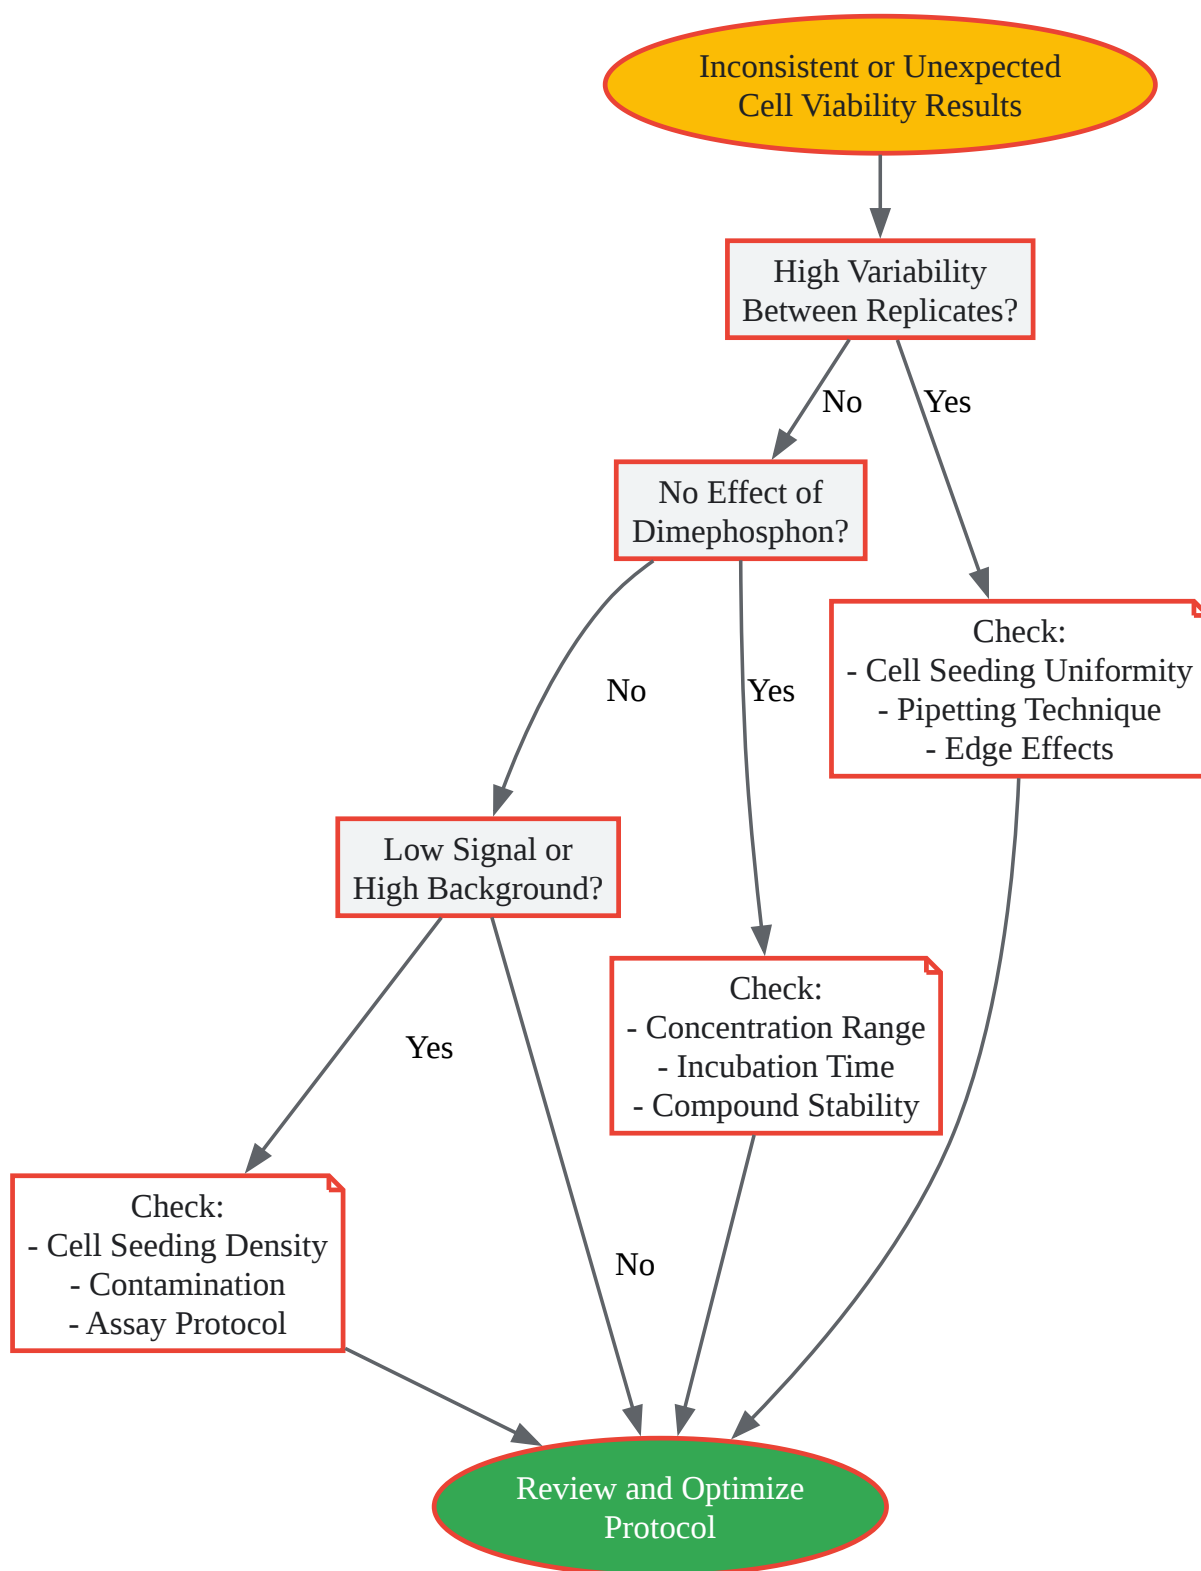 Inconsistent or Unexpected
Cell Viability Results
High Variability
Between Replicates?
No
Yes
No Effect of
Dimephosphon?
Check:
- Cell Seeding Uniformity
- Pipetting Technique
- Edge Effects
No
Yes
Low Signal or
High Background?
Check:
- Concentration Range
- Incubation Time
- Compound Stability
Yes
Check:
- Cell Seeding Density
- Contamination
- Assay Protocol
No
Review and Optimize
Protocol